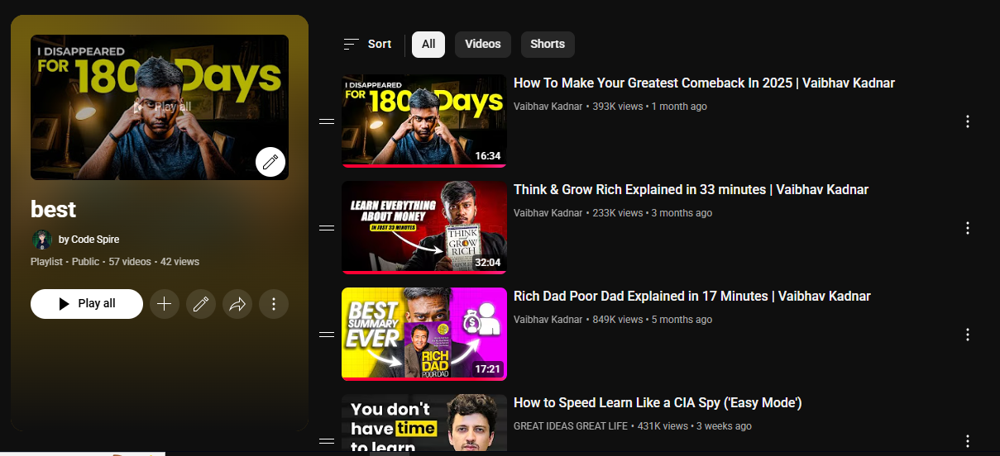 I DISAPPEARED
FOR 180 Days
Play all
best
by Code Spire
Playlist • Public • 57 videos • 42 views
Play all
Sort
All
Videos
Shorts
I DISAPPEARED
FOR 180 Days
16:34
How To Make Your Greatest Comeback In 2025 | Vaibhav Kadnar
Vaibhav Kadnar • 393K views • 1 month ago
LEARN EVERYTHING
ABOUT MONEY
IN JUST 33 MINUTES
THINK
GROW
RICH
32:04
Think & Grow Rich Explained in 33 minutes | Vaibhav Kadnar
Vaibhav Kadnar • 233K views • 3 months ago
BEST
SUMMARY
EVER
RICH
DAD
POOR DAD
17:21
Rich Dad Poor Dad Explained in 17 Minutes | Vaibhav Kadnar
Vaibhav Kadnar • 849K views • 5 months ago
You don't
have time
to learn
How to Speed Learn Like a CIA Spy ('Easy Mode')
GREAT IDEAS GREAT LIFE • 431K views • 3 weeks ago